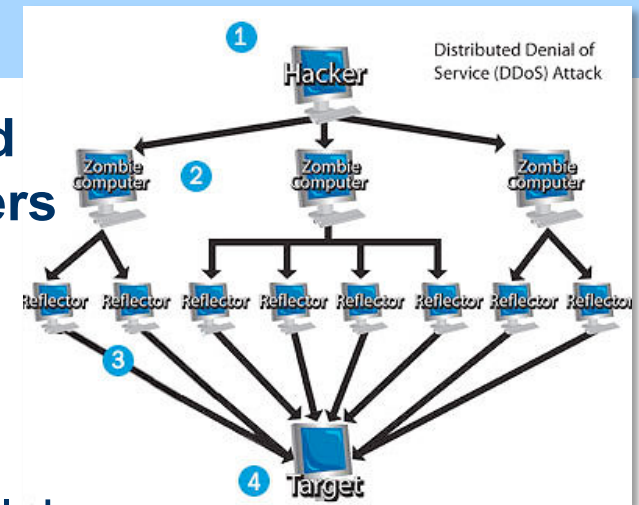 1
Distributed Denial of
Service (DDoS) Attack
Hacker
Zombie
Computer
2
Zombie
Computer
Zombie
Computer
ers
Reflector Reflector Reflector Reflector Reflector Reflector Reflector Reflector
3
4
Target